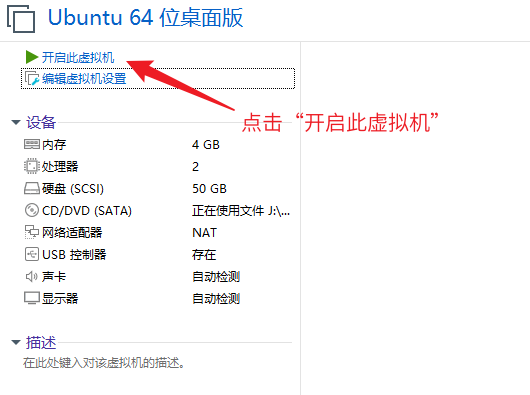 Ubuntu 64 位桌面版
开启此虚拟机
编辑虚拟机设置
点击“开启此虚拟机”
设备
内存 4 GB
处理器 2
硬盘 (SCSI) 50 GB
CD/DVD (SATA) 正在使用文件 J:\...
网络适配器 NAT
USB 控制器 存在
声卡 自动检测
显示器 自动检测
描述
在此处键入对该虚拟机的描述。